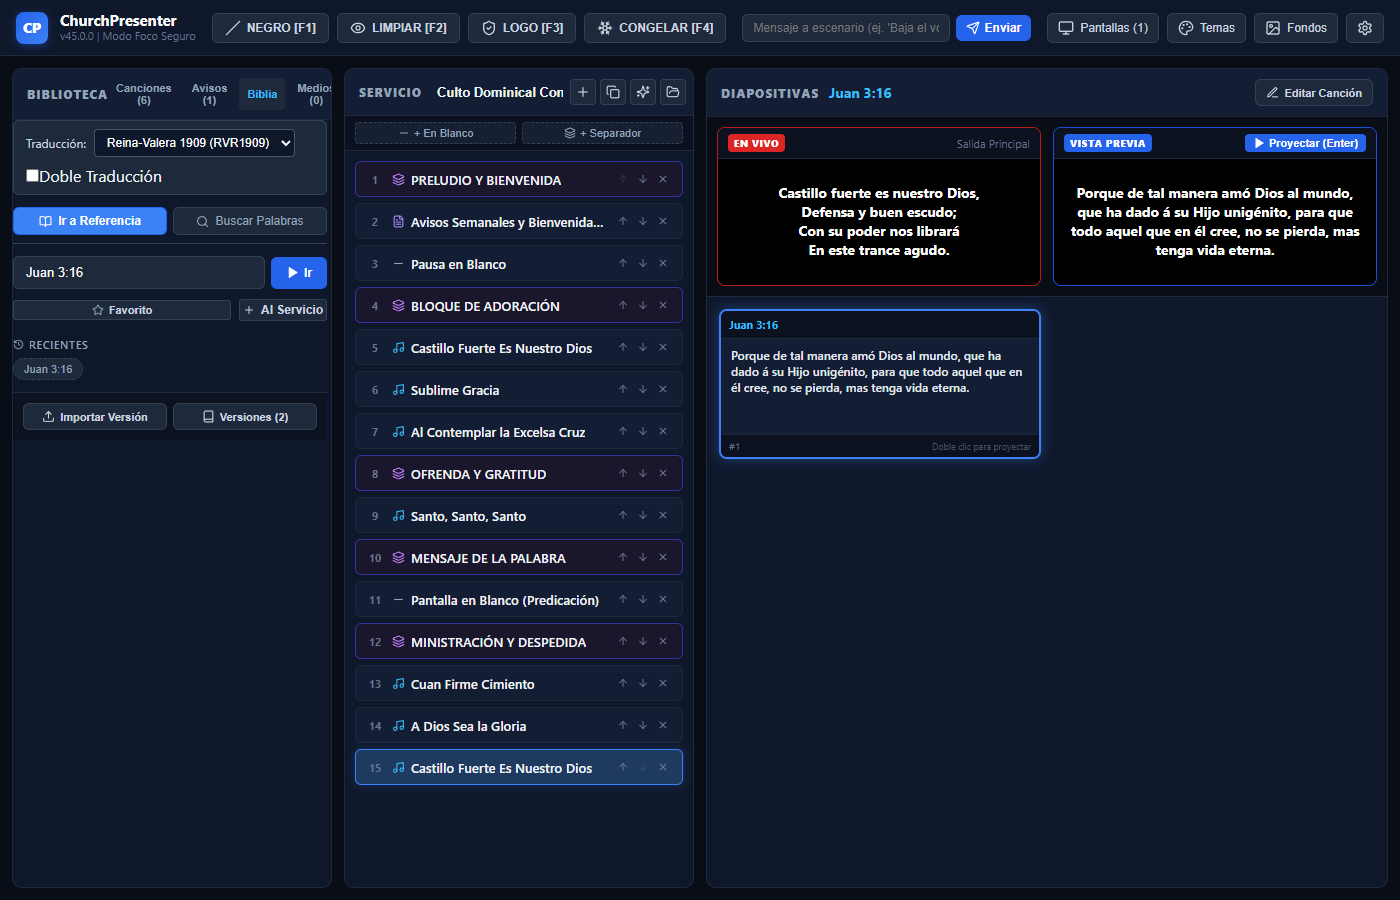 CP
ChurchPresenter
v45.0.0 | Modo Foco Seguro
NEGRO [F1]
LIMPIAR [F2]
LOGO [F3]
CONGELAR [F4]
Mensaje a escenario (ej. 'Baja el vo
Enviar
Pantallas (1)
Temas
Fondos
BIBLIOTECA
Canciones (6)
Avisos (1)
Biblia
Medios (0)
Traducción:
Reina-Valera 1909 (RVR1909)
Doble Traducción
Ir a Referencia
Buscar Palabras
Juan 3:16
Ir
Favorito
+ Al Servicio
RECIENTES
Juan 3:16
Importar Versión
Versiones (2)
SERVICIO
Culto Dominical Con
+ En Blanco
+ Separador
1 PRELUDIO Y BIENVENIDA
2 Avisos Semanales y Bienvenida...
3 Pausa en Blanco
4 BLOQUE DE ADORACIÓN
5 Castillo Fuerte Es Nuestro Dios
6 Sublime Gracia
7 Al Contemplar la Excelsa Cruz
8 OFRENDA Y GRATITUD
9 Santo, Santo, Santo
10 MENSAJE DE LA PALABRA
11 Pantalla en Blanco (Predicación)
12 MINISTRACIÓN Y DESPEDIDA
13 Cuan Firme Cimiento
14 A Dios Sea la Gloria
15 Castillo Fuerte Es Nuestro Dios
DIAPOSITIVAS
Juan 3:16
Editar Canción
EN VIVO
Salida Principal
Castillo fuerte es nuestro Dios,
Defensa y buen escudo;
Con su poder nos librará
En este trance agudo.
VISTA PREVIA
Proyectar (Enter)
Porque de tal manera amó Dios al mundo,
que ha dado á su Hijo unigénito, para que
todo aquel que en él cree, no se pierda, mas
tenga vida eterna.
Juan 3:16
Porque de tal manera amó Dios al mundo, que ha
dado á su Hijo unigénito, para que todo aquel que en
él cree, no se pierda, mas tenga vida eterna.
#1
Doble clic para proyectar